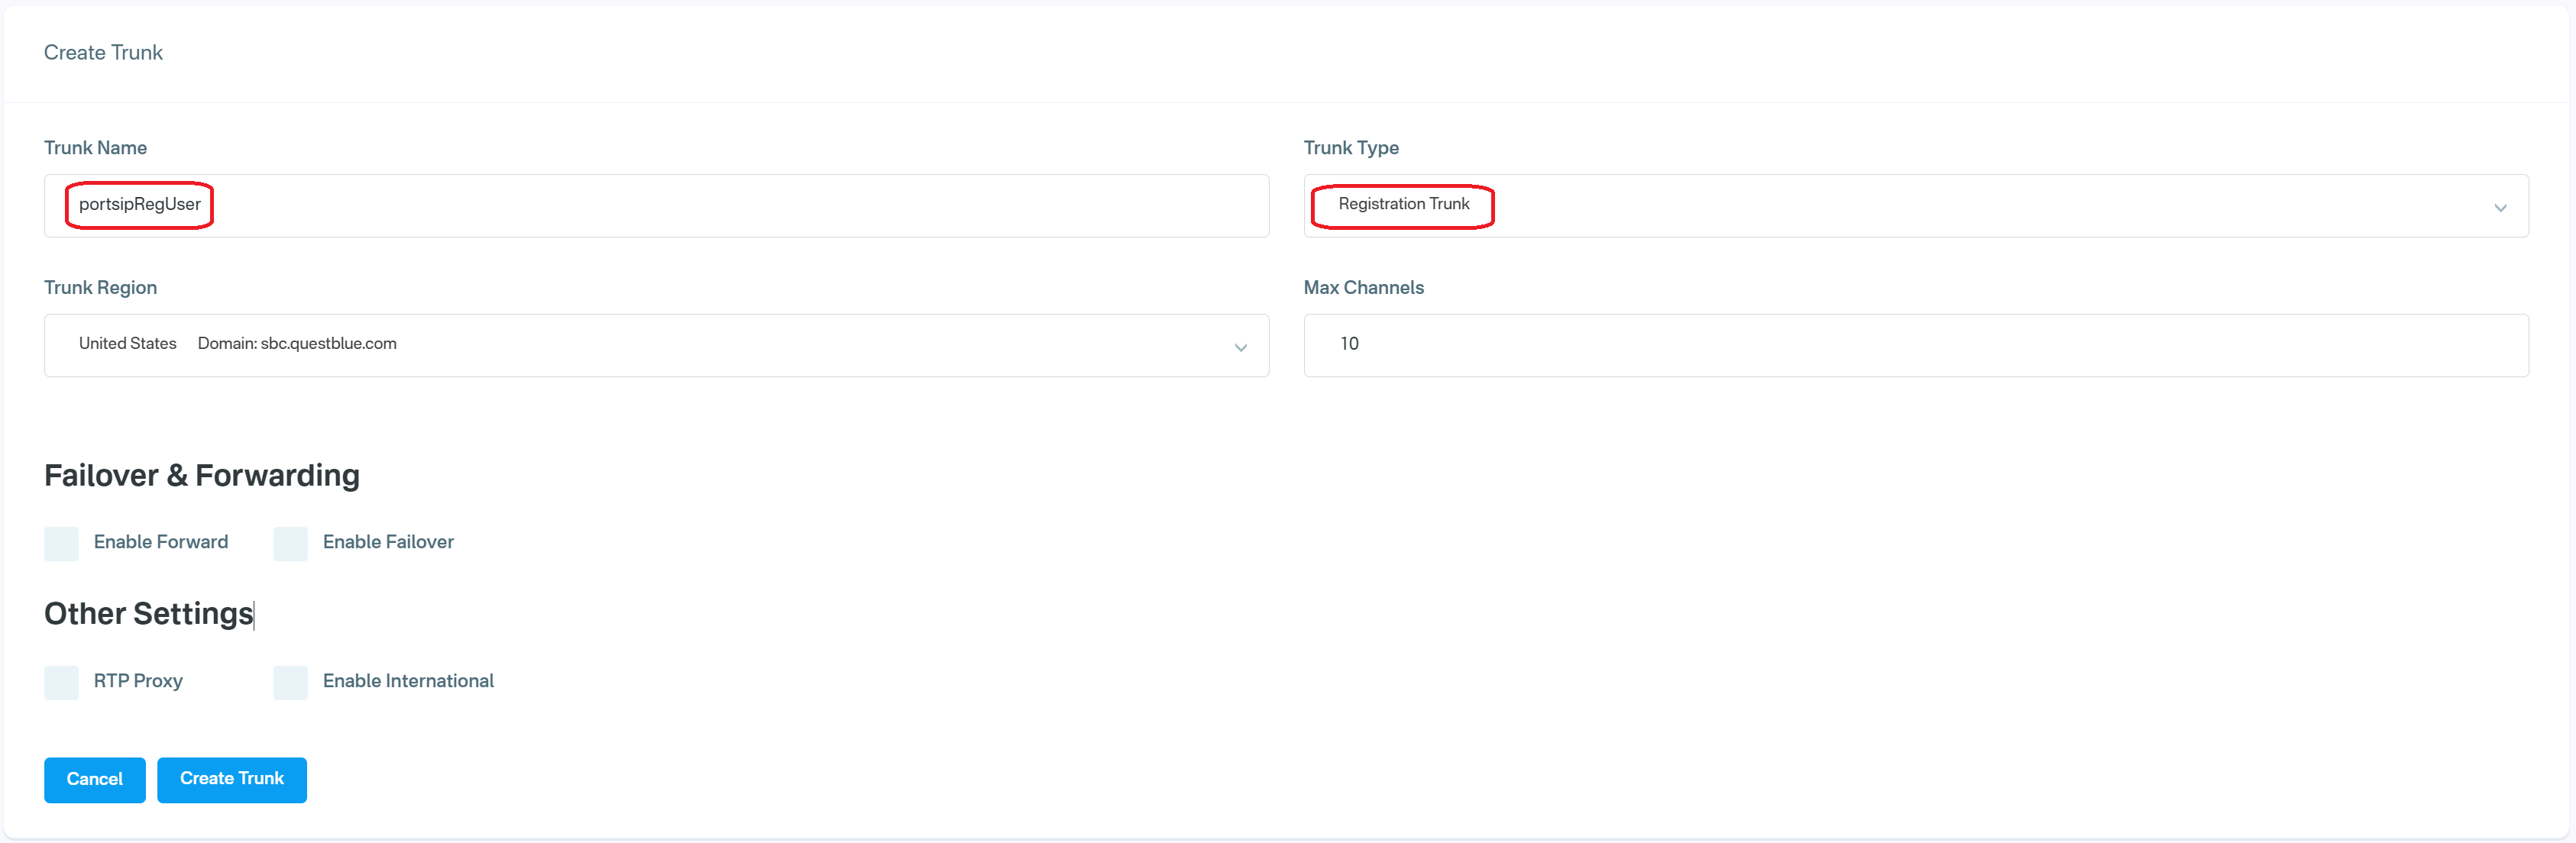 Create Trunk
Trunk Name
Trunk Type
portsipRegUser
Registration Trunk
Trunk Region
Max Channels
United States Domain: sbc.questblue.com
10
Failover & Forwarding
Enable Forward
Enable Failover
Other Settings
RTP Proxy
Enable International
Cancel
Create Trunk